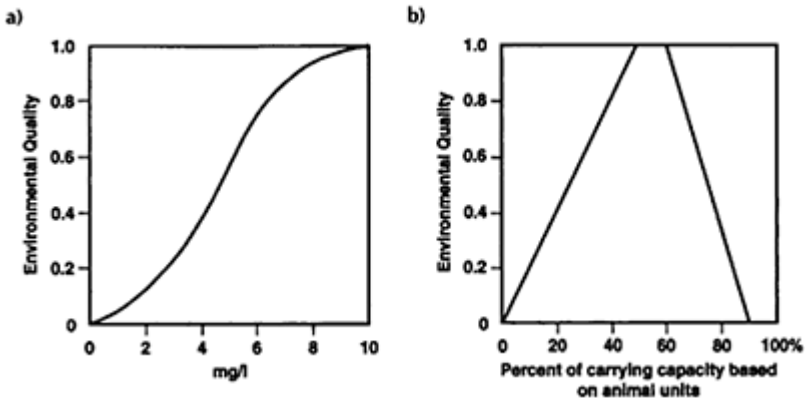 a)
b)
1.0
0.8
0.6
0.4
0.2
0
Environmental Quality
0 2 4 6 8 10
mg/l
1.0
0.8
0.6
0.4
0.2
0
Environmental Quality
0 20 40 60 80 100%
Percent of carrying capacity based
on animal units